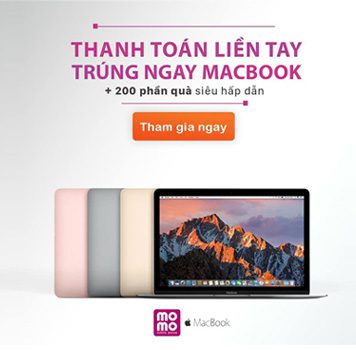 THANH TOÁN LIỀN TAY
TRÚNG NGAY MACBOOK
+ 200 phần quà siêu hấp dẫn
Tham gia ngay
mo
mo
MacBook